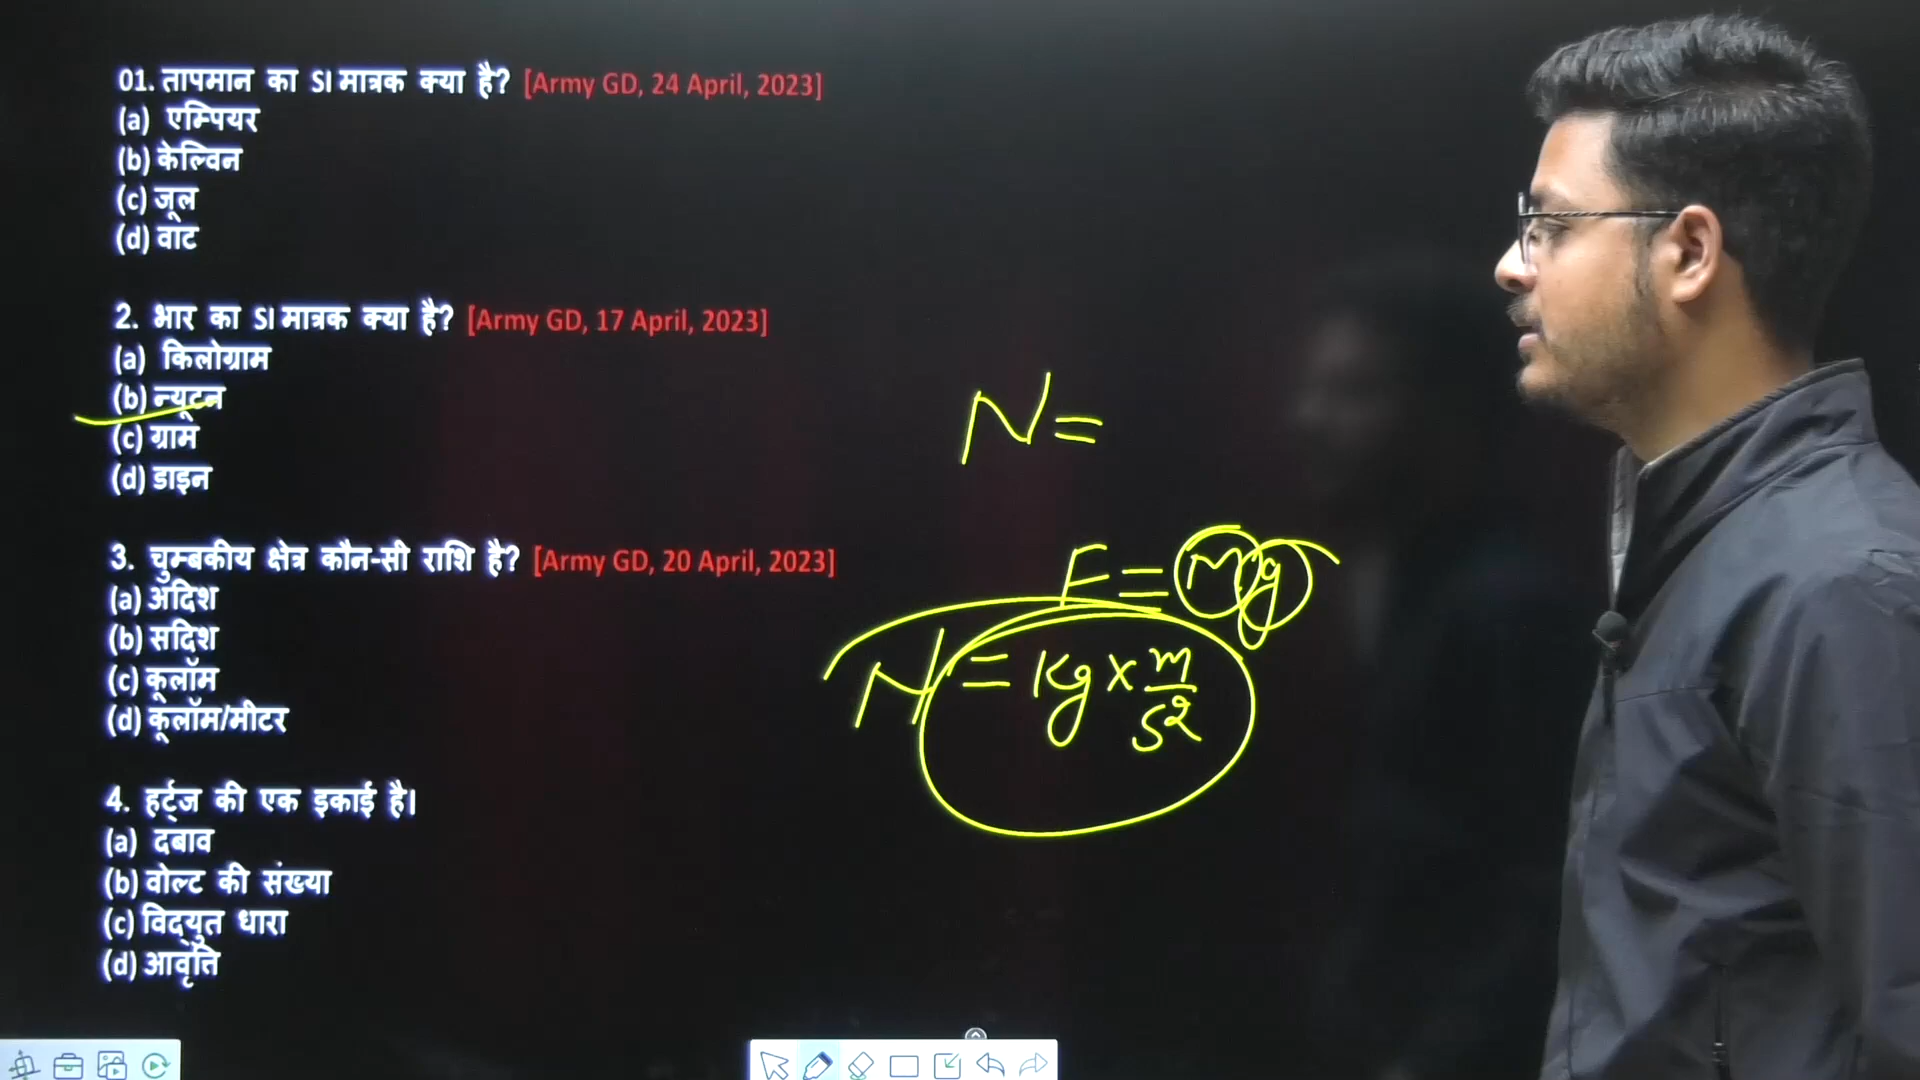 01. तापमान का SI मात्रक क्या है? [Army GD, 24 April, 2023]
(a) एम्पियर
(b) केल्विन
(c) जूल
(d) वाट
2. भार का SI मात्रक क्या है? [Army GD, 17 April, 2023]
(a) किलोग्राम
(b) न्यूटन
(c) ग्राम
(d) डाइन
3. चुम्बकीय क्षेत्र कौन-सी राशि है? [Army GD, 20 April, 2023]
(a) अदिश
(b) सदिश
(c) कूलॉम
(d) कूलॉम/मीटर
4. हर्ट्ज की एक इकाई है।
(a) दबाव
(b) वोल्ट की संख्या
(c) विद्युत धारा
(d) आवृति
N=
F = mg
N = kg x m/s²